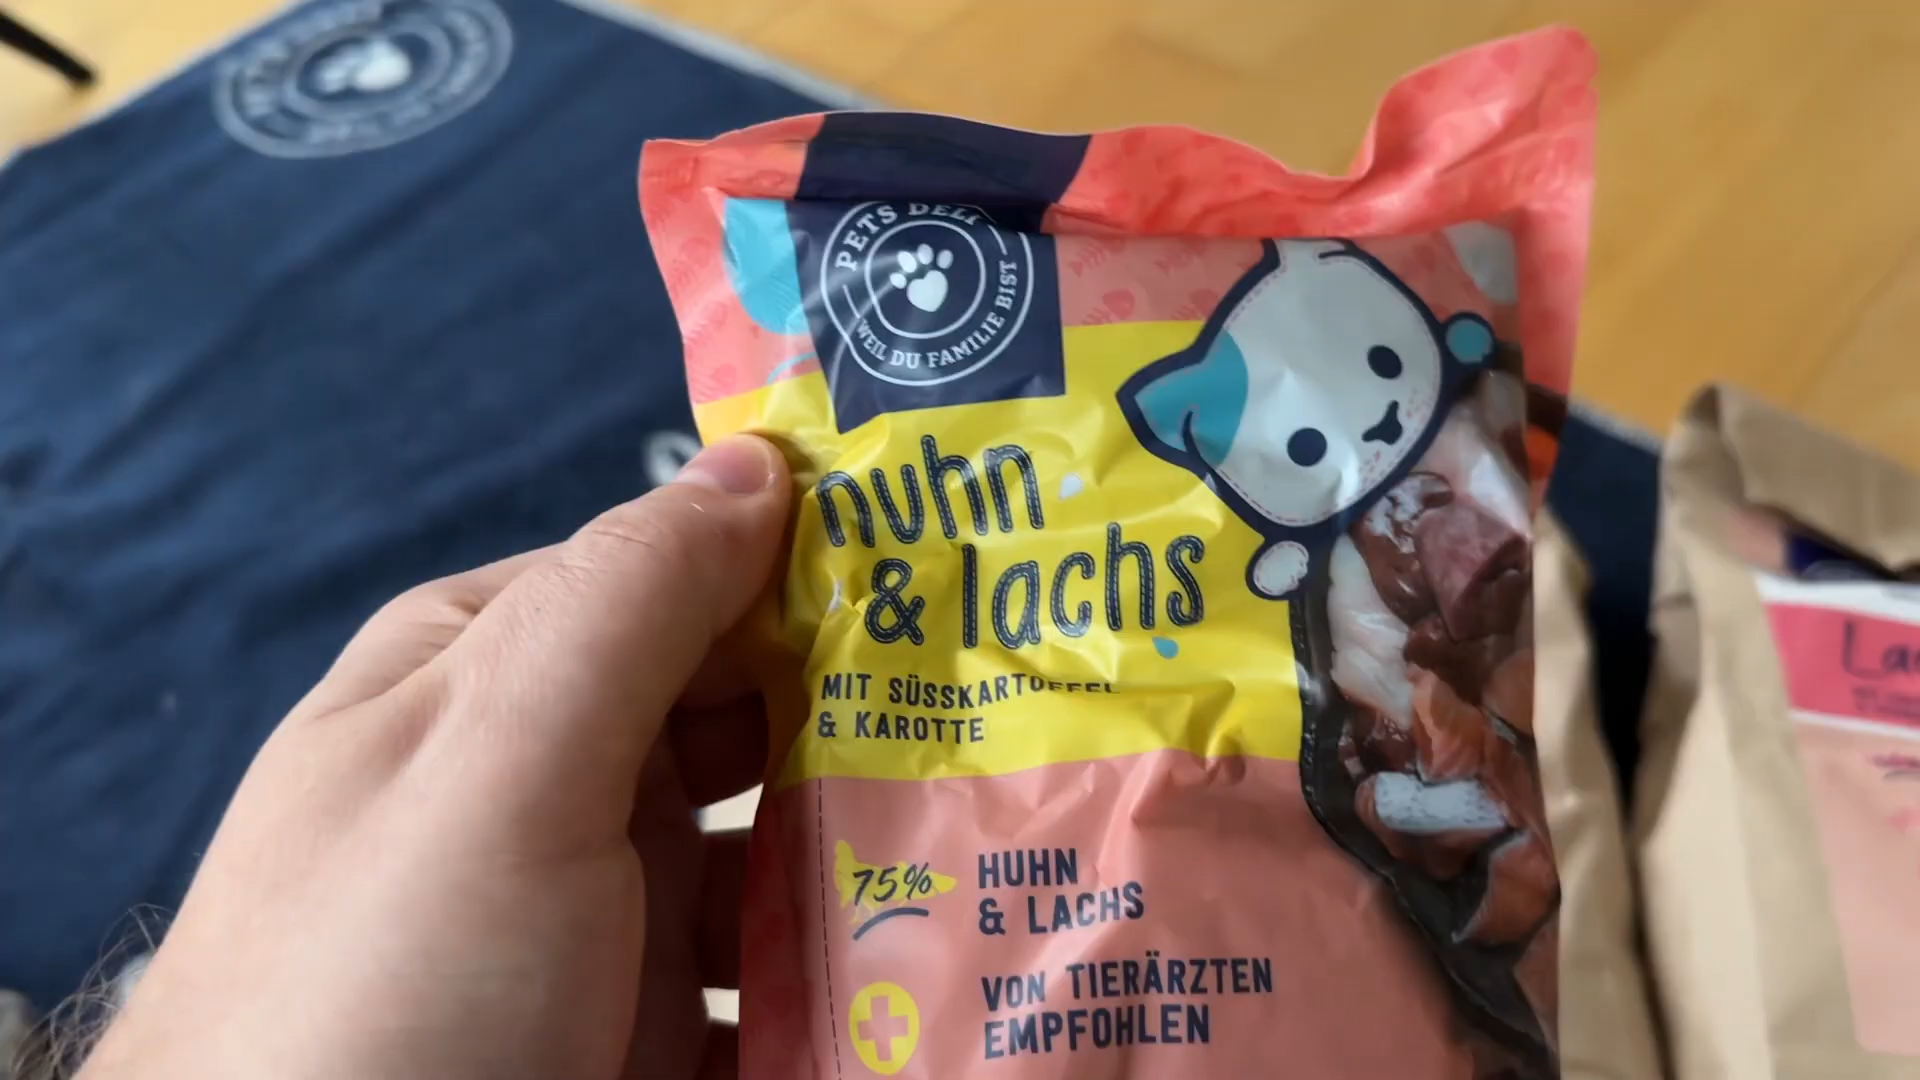 PETS DELI
WEIL DU FAMILIE BIST
huhn
& lachs
MIT SÜSSKARTOFFEL
& KAROTTE
75%
HUHN
& LACHS
VON TIERÄRZTEN
EMPFOHLEN